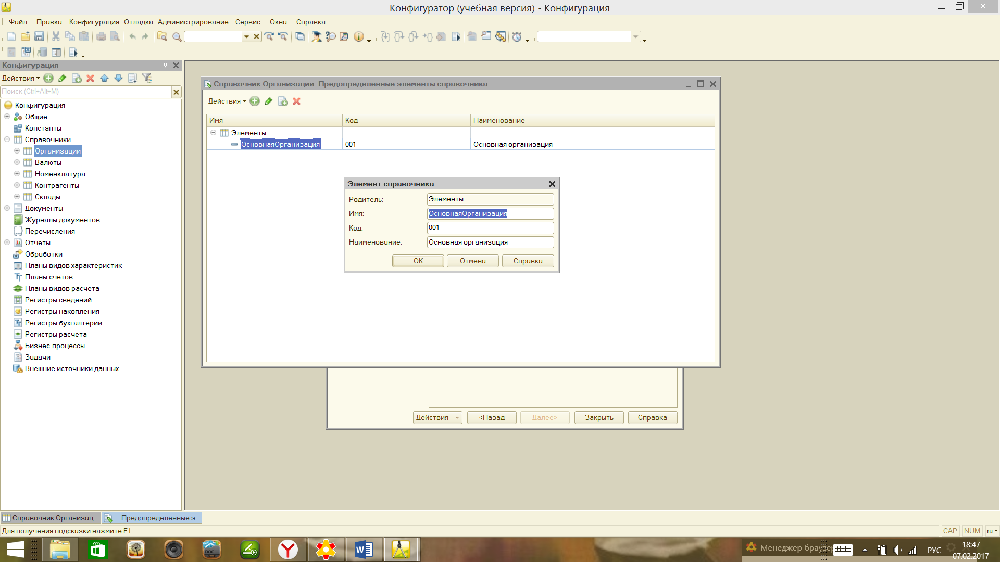 Конфигуратор (учебная версия) - Конфигурация
Файл Правка Конфигурация Отладка Администрирование Сервис Окна Справка
Конфигурация
Действия
Поиск (Ctrl+Alt+M)
Конфигурация
Общие
Константы
Справочники
Организации
Валюты
Номенклатура
Контрагенты
Склады
Документы
Журналы документов
Перечисления
Отчеты
Обработки
Планы видов характеристик
Планы счетов
Планы видов расчета
Регистры сведений
Регистры накопления
Регистры бухгалтерии
Регистры расчета
Бизнес-процессы
Задачи
Внешние источники данных
Справочник Организации: Предопределенные элементы справочника
Действия
Имя Код Наименование
Элементы
ОсновнаяОрганизация 001 Основная организация
Элемент справочника
Родитель: Элементы
Имя: ОсновнаяОрганизация
Код: 001
Наименование: Основная организация
OK Отмена Справка
Действия <Назад Далее> Закрыть Справка
Справочник Организац... ...: Предопределенные э...
Для получения подсказки нажмите F1
CAP NUM ru
DOC
Менеджер браузер
РУС
18:47
07.02.2017